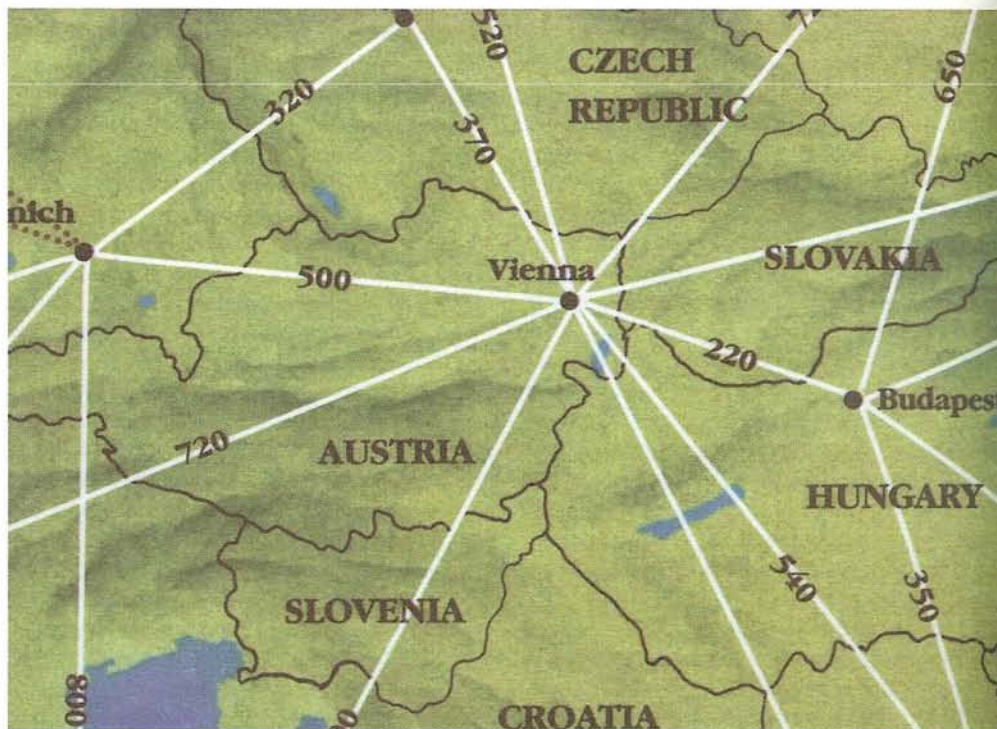 520
CZECH
REPUBLIC
650
320
370
nich
500
Vienna
SLOVAKIA
220
Budapes
720
AUSTRIA
HUNGARY
540
350
SLOVENIA
800
CROATIA